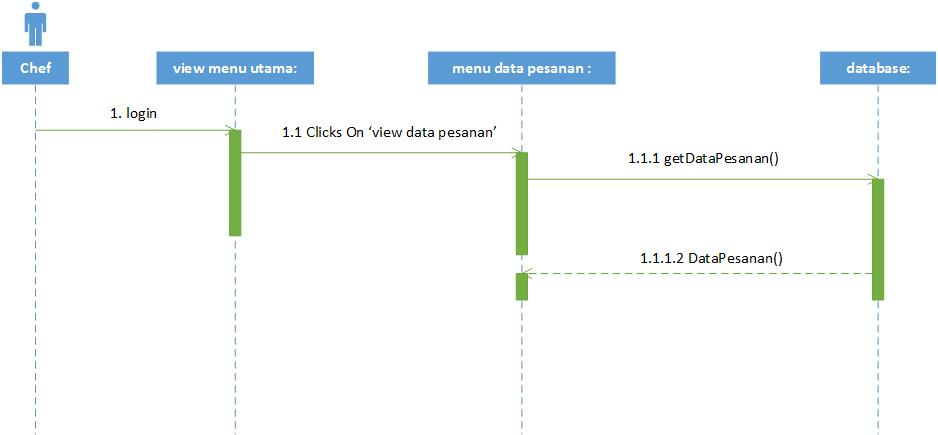 Chef
view menu utama:
menu data pesanan :
database:
1. login
1.1 Clicks On ‘view data pesanan’
1.1.1 getDataPesanan()
1.1.1.2 DataPesanan()